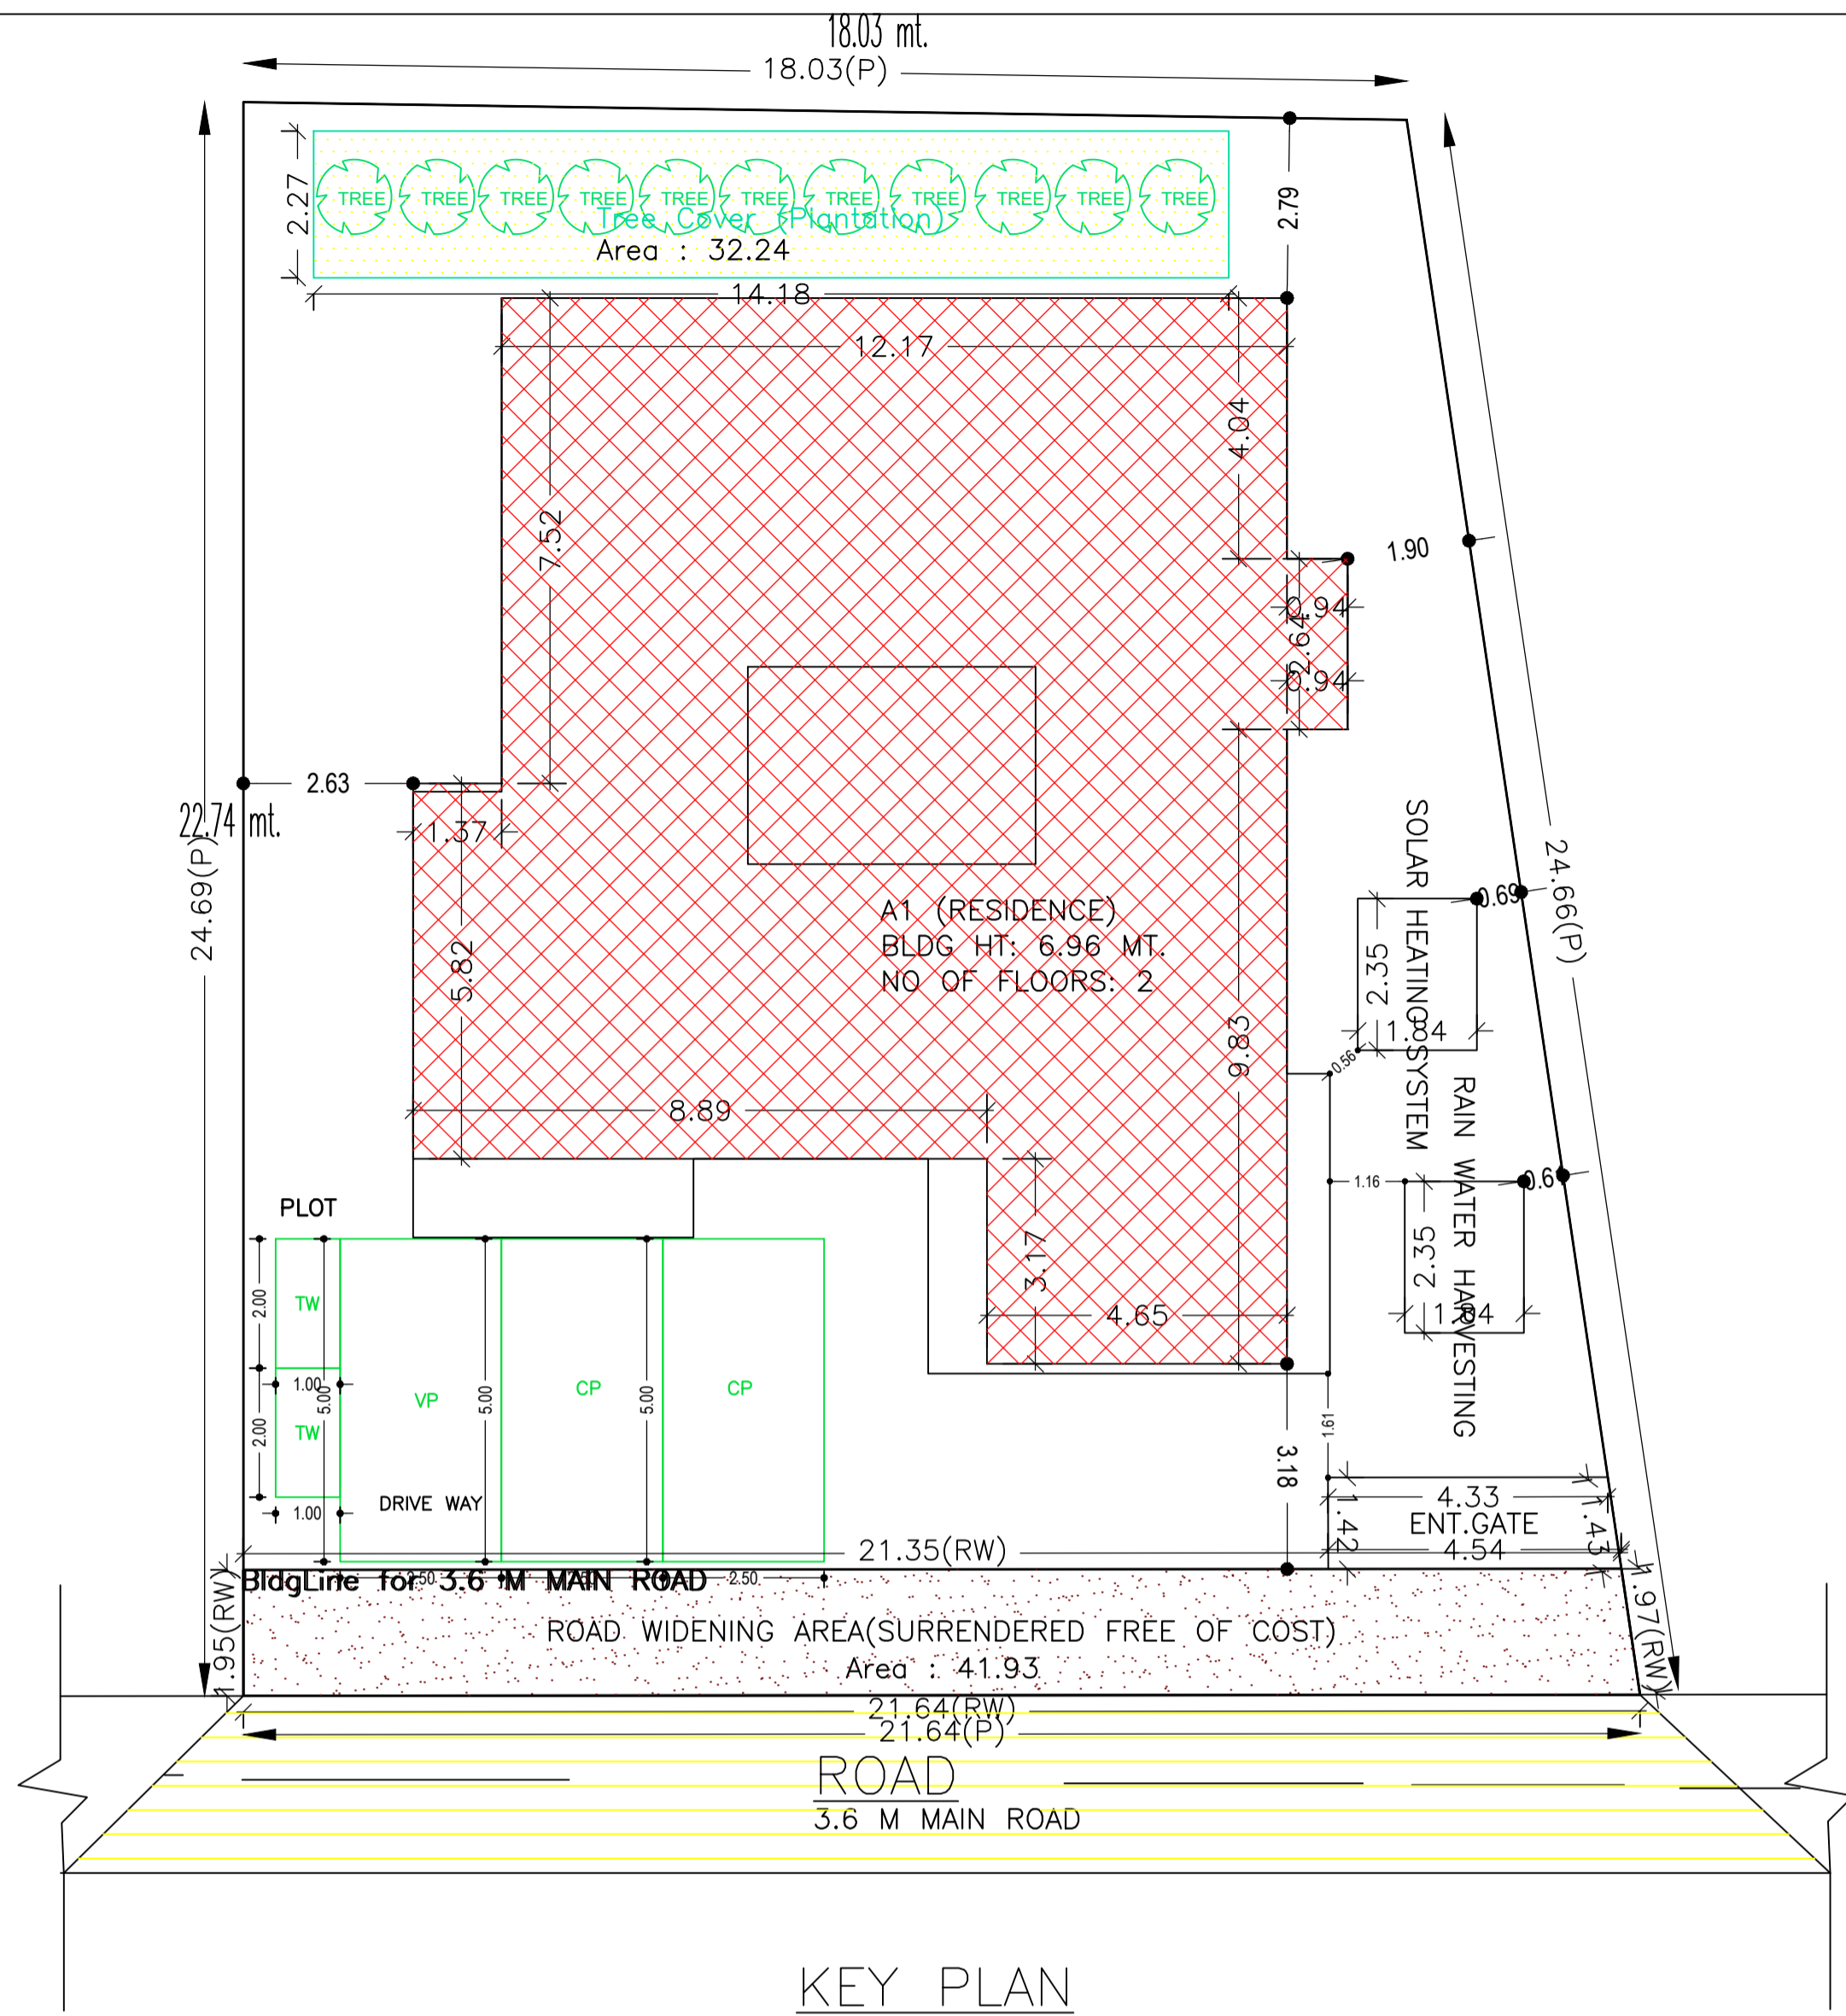 18.03 mt.
18.03(P)
2.27
TREE TREE TREE TREE TREE TREE TREE TREE TREE TREE TREE
Tree Cover (Plantation)
Area : 32.24
2.79
14.18
12.17
4.04
7.52
1.90
0.94
2.64
0.94
2.63
22.74 mt.
1.37
24.69(P)
24.66(P)
SOLAR HEATING SYSTEM
0.69
2.35
1.84
0.56
A1 (RESIDENCE)
BLDG HT: 6.96 MT.
NO OF FLOORS: 2
5.82
9.83
8.89
RAIN WATER HARVESTING
1.16
0.61
2.35
1.84
3.17
4.65
PLOT
TW
2.00
1.00
TW
2.00
1.00
5.00
VP
5.00
CP
5.00
CP
DRIVE WAY
1.61
3.18
4.33
ENT.GATE
4.54
1.42
1.43
21.35(RW)
BldgLine for 3.6 M MAIN ROAD
2.50
2.50
2.50
1.95(RW)
1.97(RW)
ROAD WIDENING AREA(SURRENDERED FREE OF COST)
Area : 41.93
21.64(RW)
21.64(P)
ROAD
3.6 M MAIN ROAD
KEY PLAN